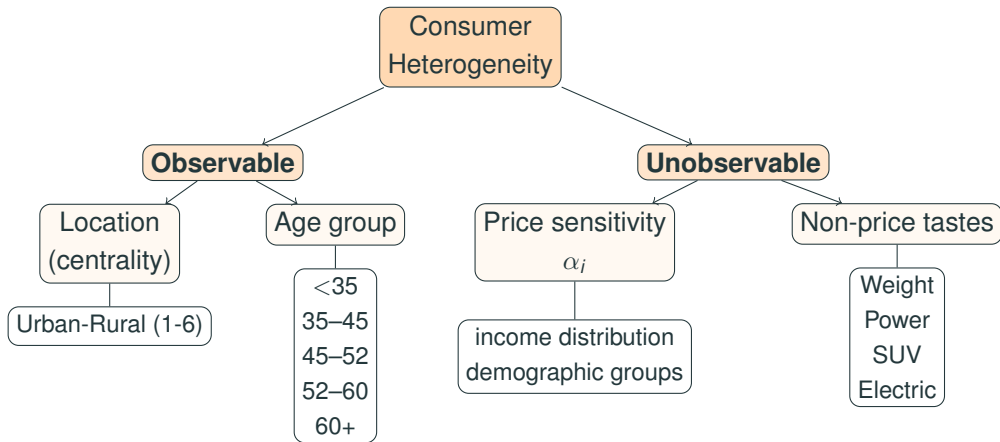 Consumer
Heterogeneity
Observable
Unobservable
Location
(centrality)
Age group
Price sensitivity
α_i
Non-price tastes
Urban-Rural (1-6)
<35
35–45
45–52
52–60
60+
income distribution
demographic groups
Weight
Power
SUV
Electric